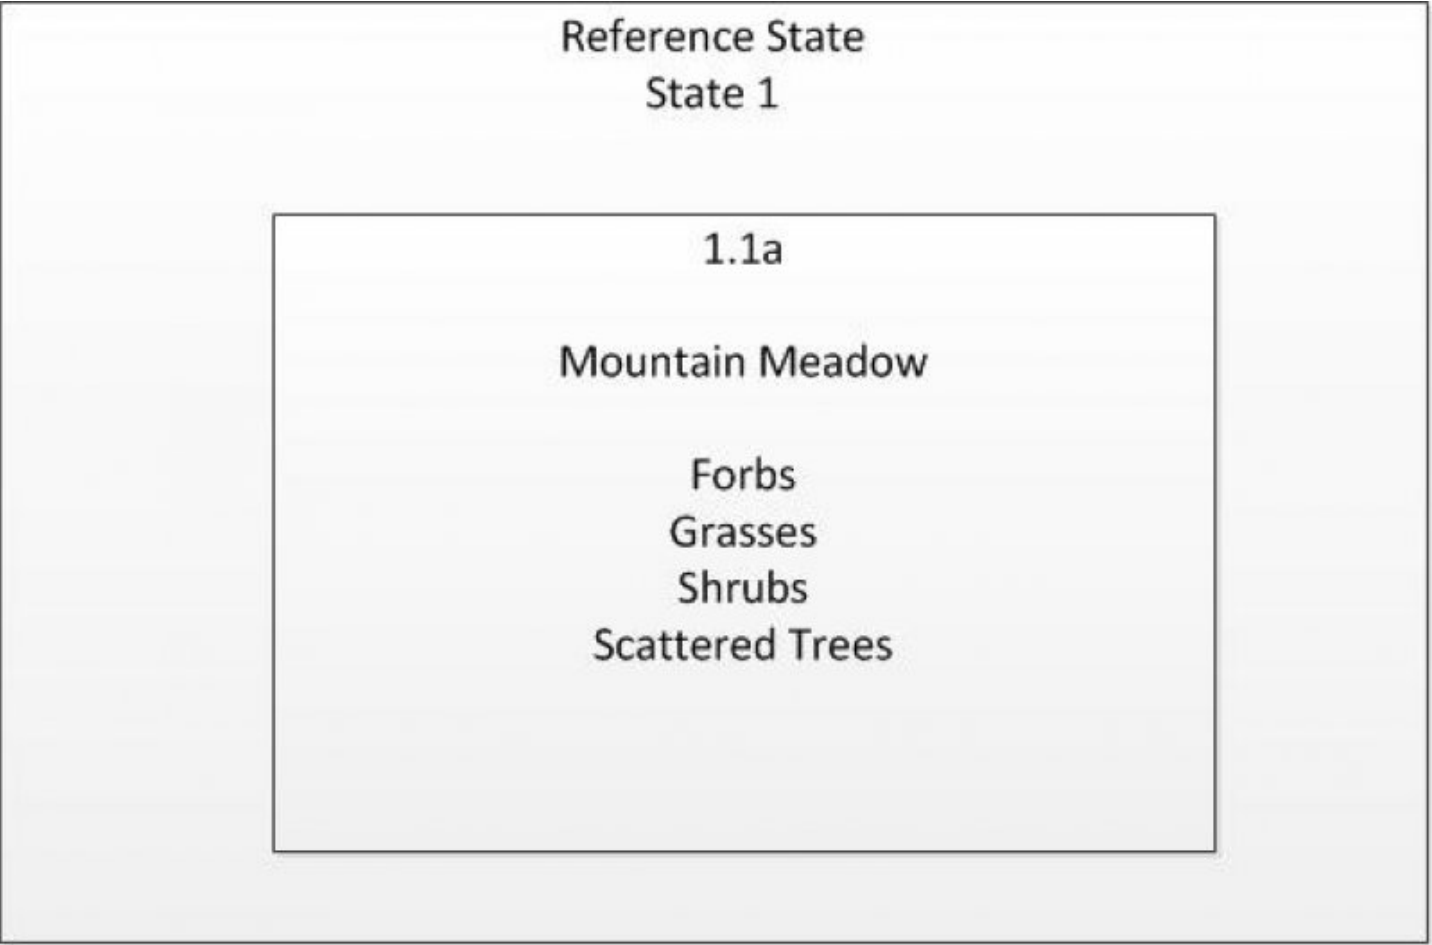 Reference State
State 1
1.1a
Mountain Meadow
Forbs
Grasses
Shrubs
Scattered Trees